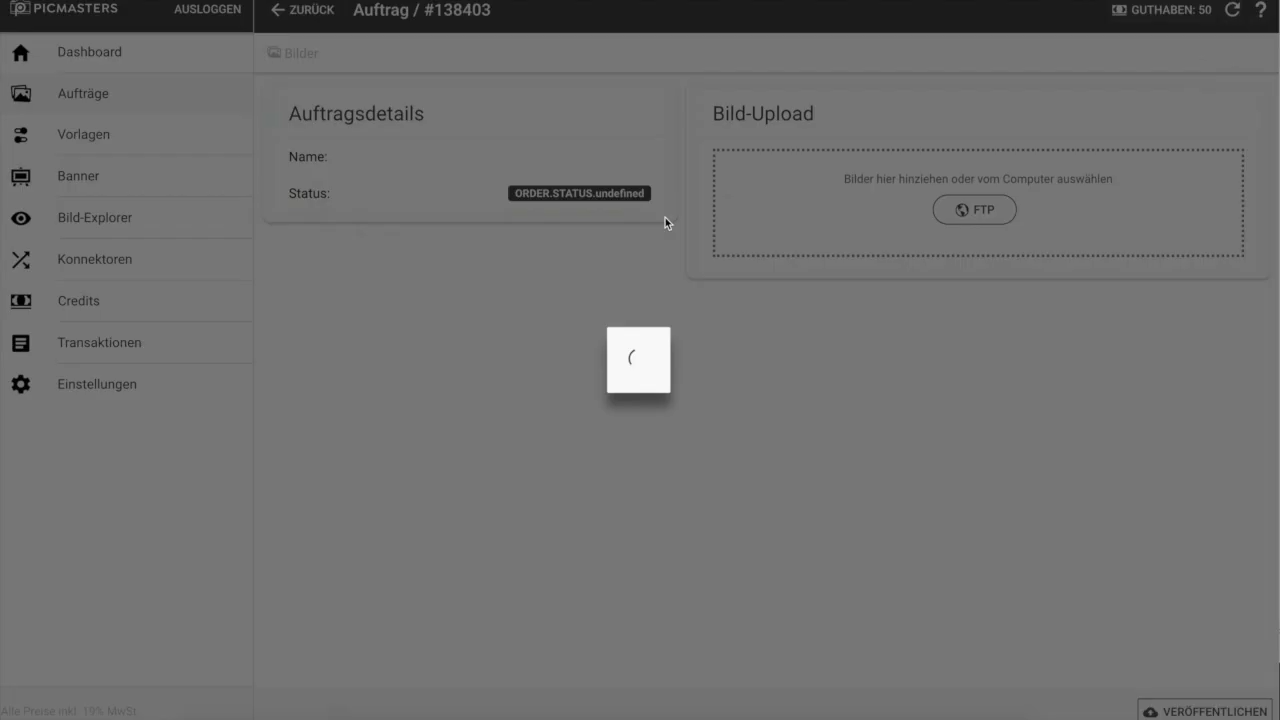 PICMASTERS
AUSLOGGEN
ZURÜCK
Auftrag / #138403
GUTHABEN: 50
?
Dashboard
Aufträge
Vorlagen
Banner
Bild-Explorer
Konnektoren
Credits
Transaktionen
Einstellungen
Alle Preise inkl. 19% MwSt.
Bilder
Auftragsdetails
Name:
Status:
ORDER.STATUS.undefined
Bild-Upload
Bilder hier hinziehen oder vom Computer auswählen
FTP
VERÖFFENTLICHEN